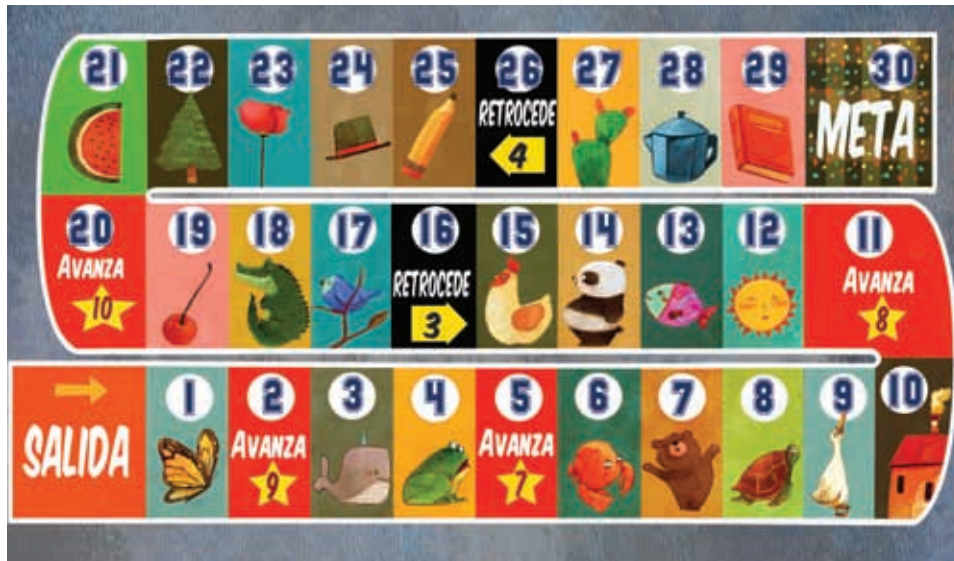 21 22 23 24 25 26 27 28 29 30
RETROCEDE
4
META
20 19 18 17 16 15 14 13 12 11
AVANZA
10
RETROCEDE
3
AVANZA
8
SALIDA
1 2 3 4 5 6 7 8 9 10
AVANZA
9
AVANZA
7